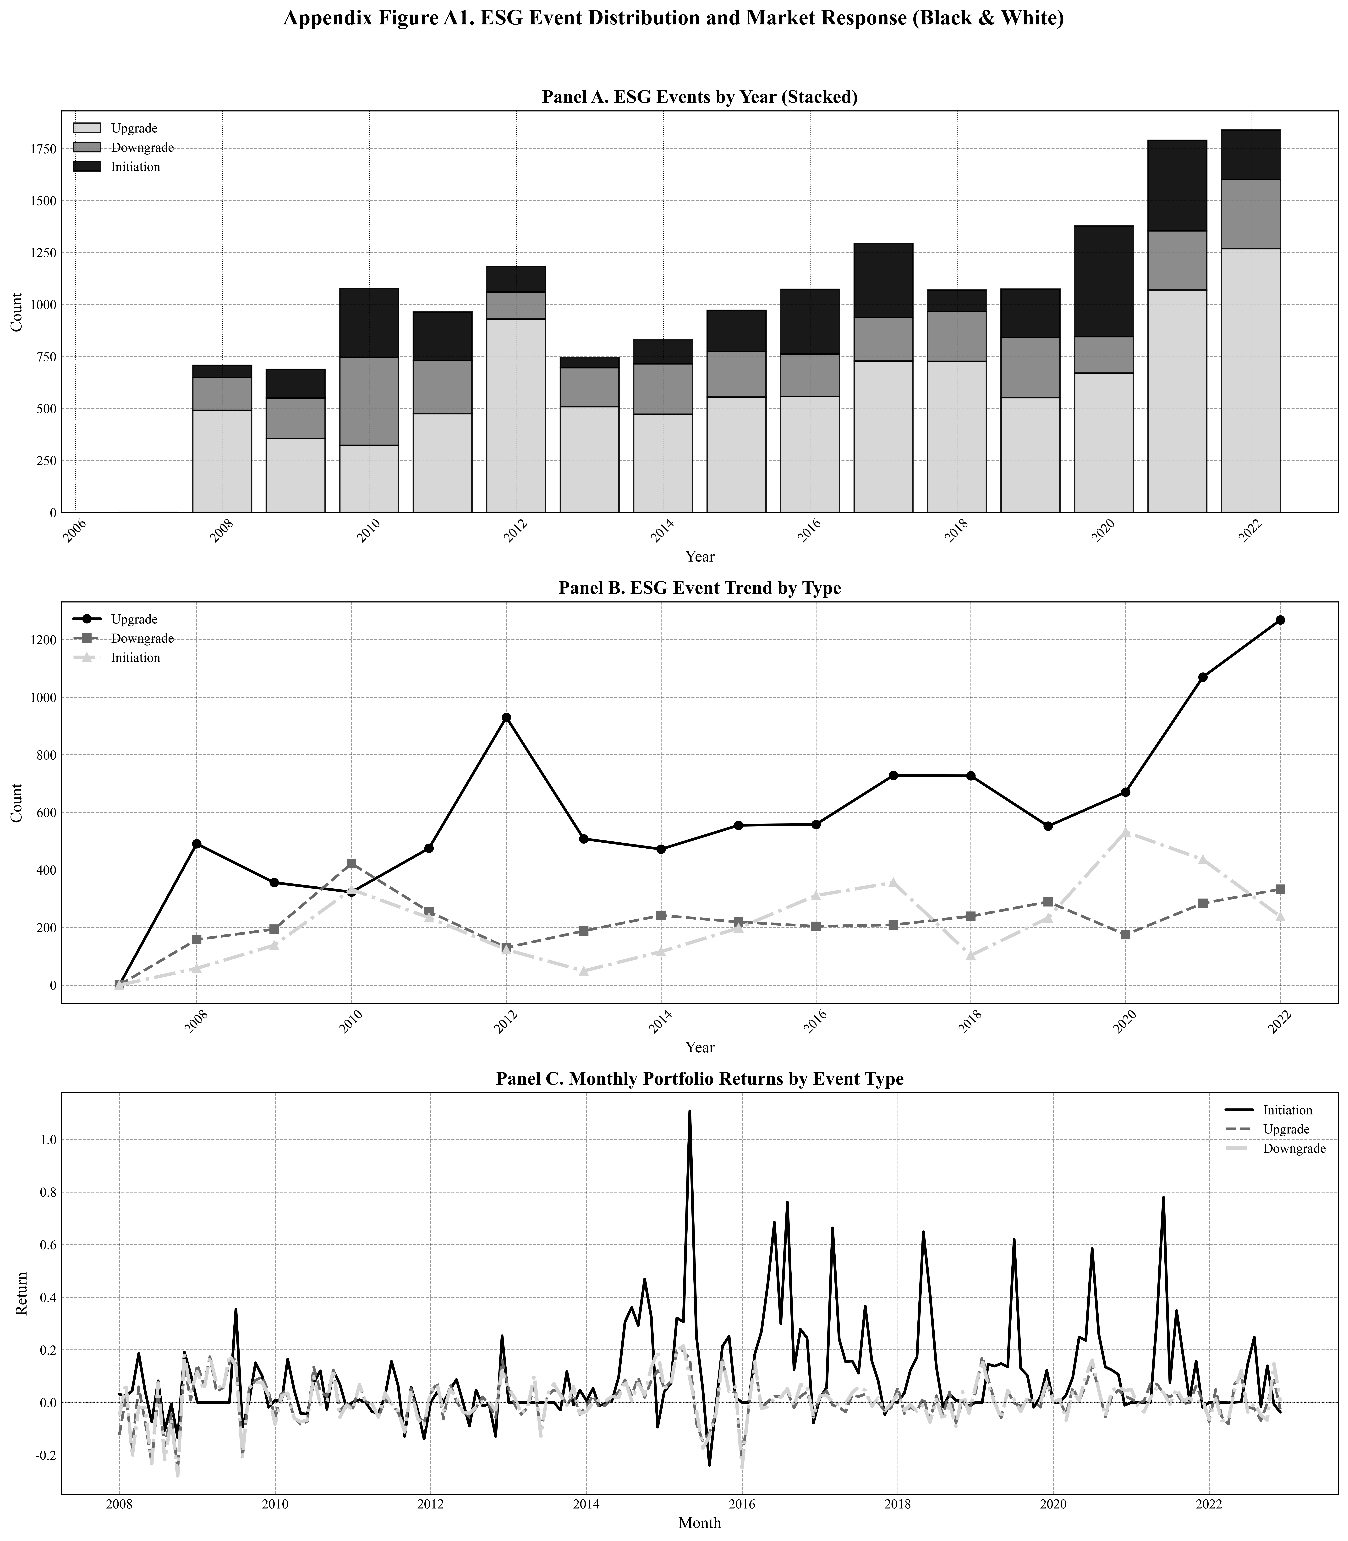 Appendix Figure A1. ESG Event Distribution and Market Response (Black & White)
Panel A. ESG Events by Year (Stacked)
Upgrade
Downgrade
Initiation
1750
1500
1250
1000
750
500
250
0
Count
2006
2008
2010
2012
2014
2016
2018
2020
2022
Year
Panel B. ESG Event Trend by Type
Upgrade
Downgrade
Initiation
1200
1000
800
600
400
200
0
Count
2008
2010
2012
2014
2016
2018
2020
2022
Year
Panel C. Monthly Portfolio Returns by Event Type
Initiation
Upgrade
Downgrade
1.0
0.8
0.6
0.4
0.2
0.0
-0.2
Return
2008
2010
2012
2014
2016
2018
2020
2022
Month